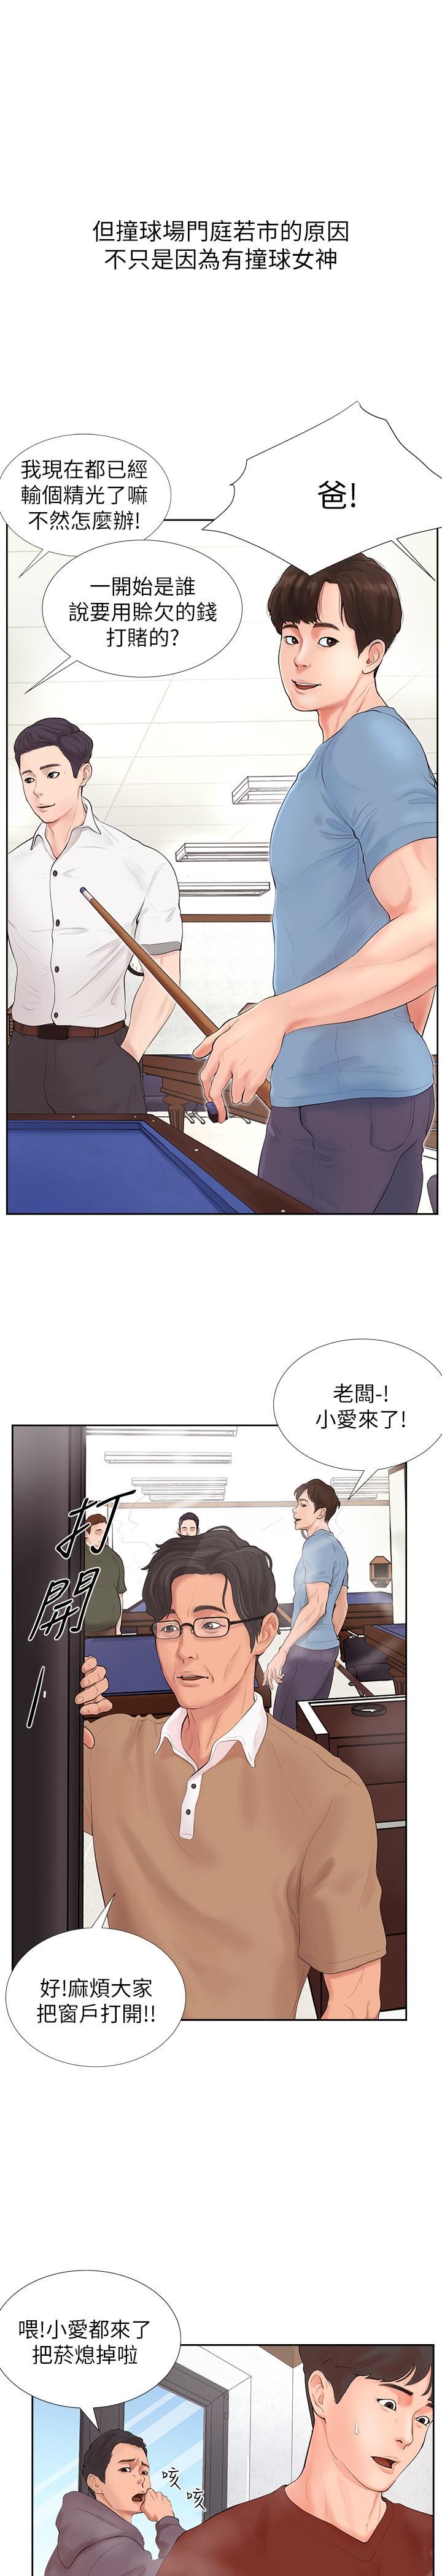 但撞球場門庭若市的原因
不只是因為有撞球女神
我現在都已經
輸個精光了嘛
不然怎麼辦!
爸!
一開始是誰
說要用賒欠的錢
打賭的?
老闆-!
小愛來了!
打開-
好!麻煩大家
把窗戶打開!!
喂!小愛都來了
把菸熄掉啦
咳
咳